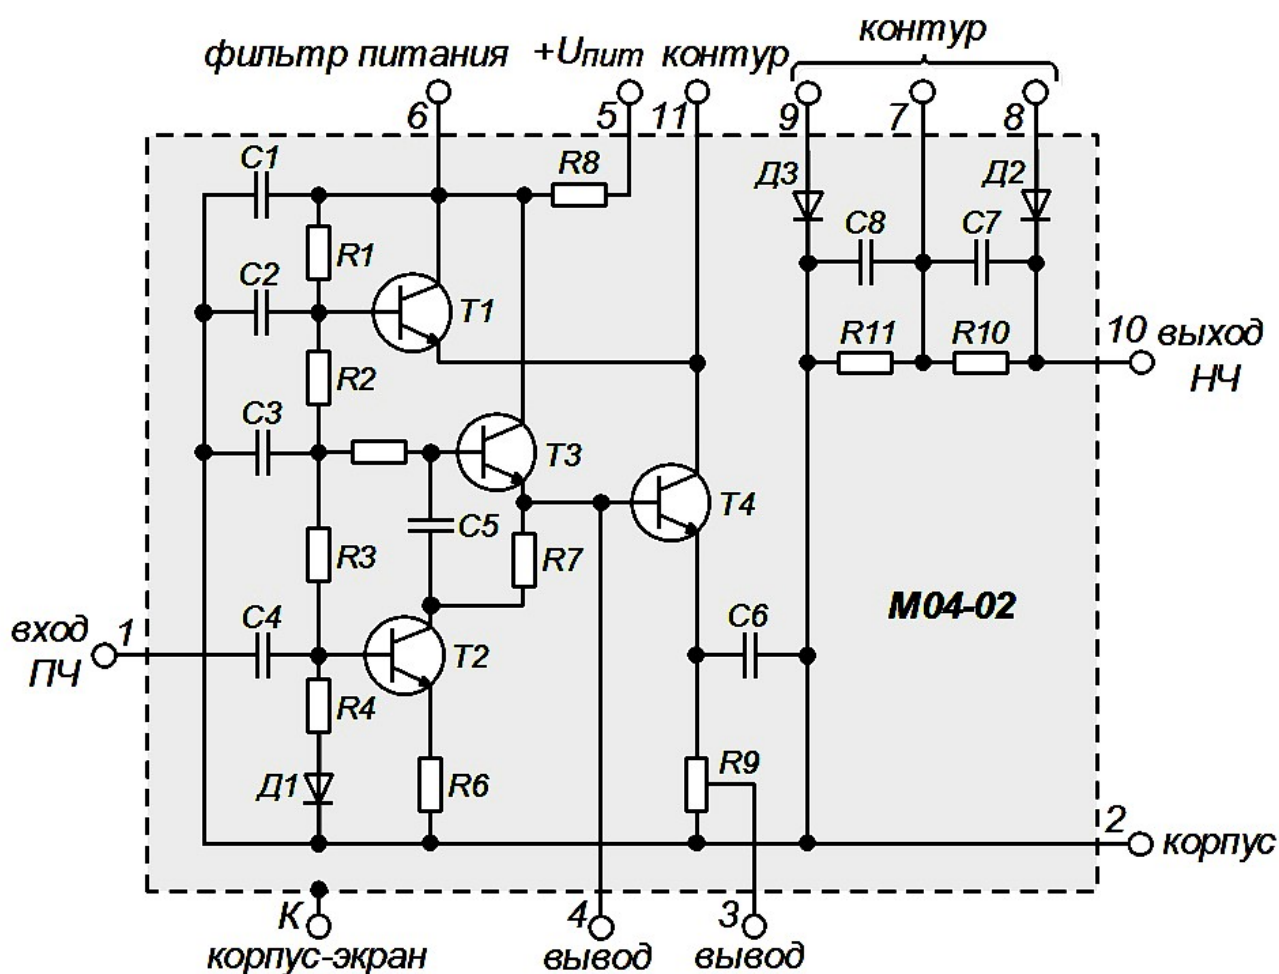 контур
фильтр питания +Uпит контур
6 5 11 9 7 8
C1 R8 Д3 Д2
R1 C8 C7
C2 T1
R11 R10 10 выход
НЧ
R2
C3 T3
T4
C5
R3 R7
M04-02
вход 1 C4 C6
ПЧ T2
R4
Д1 R6 R9
2
корпус
К 4 3
корпус-экран вывод вывод